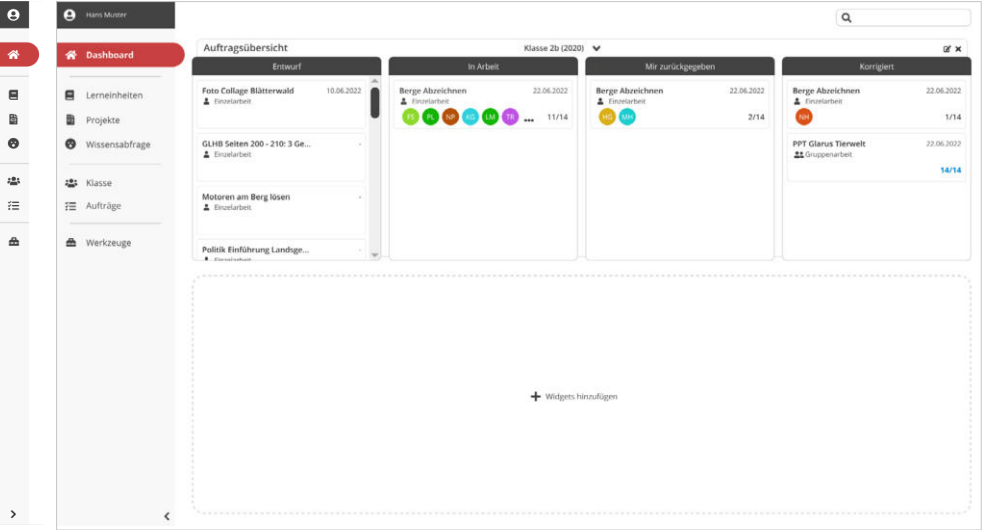 Hans Muster
Dashboard
Lerneinheiten
Projekte
Wissensabfrage
Klasse
Aufträge
Werkzeuge
Auftragsübersicht
Klasse 2b (2020)
Entwurf
Foto Collage Blätterwald 10.06.2022
Einzelarbeit
GLHB Seiten 200 - 210: 3 Ge... -
Einzelarbeit
Motoren am Berg lösen -
Einzelarbeit
Politik Einführung Landsge... -
Einzelarbeit
In Arbeit
Berge Abzeichnen 22.06.2022
Einzelarbeit
FE PL NP KG LM TR ... 11/14
Mir zurückgegeben
Berge Abzeichnen 22.06.2022
Einzelarbeit
HG MH 2/14
Korrigiert
Berge Abzeichnen 22.06.2022
Einzelarbeit
NH 1/14
PPT Glarus Tierwelt 22.06.2022
Gruppenarbeit
14/14
Widgets hinzufügen